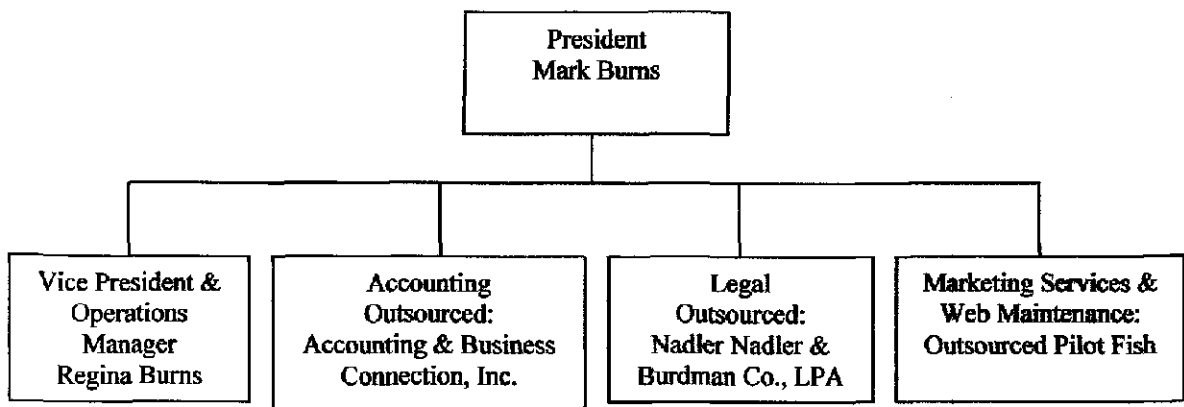 President
Mark Burns
Vice President &
Operations
Manager
Regina Burns
Accounting
Outsourced:
Accounting & Business
Connection, Inc.
Legal
Outsourced:
Nadler Nadler &
Burdman Co., LPA
Marketing Services &
Web Maintenance:
Outsourced Pilot Fish